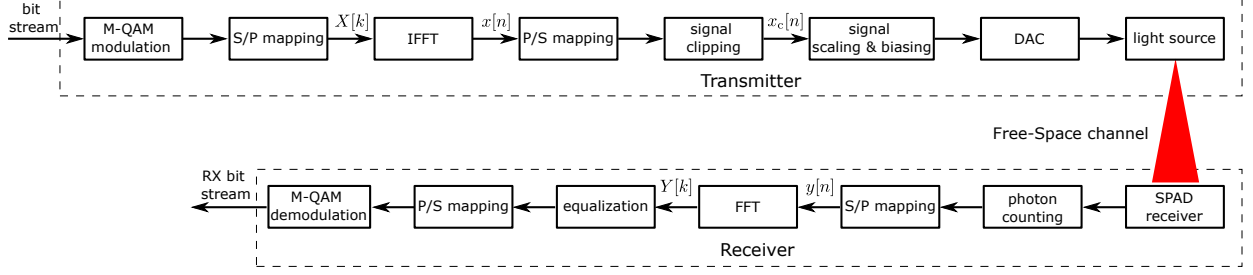 bit
stream
M-QAM
modulation
S/P mapping
X[k]
IFFT
x[n]
P/S mapping
signal
clipping
x_c[n]
signal
scaling & biasing
DAC
light source
Transmitter
Free-Space channel
RX bit
stream
M-QAM
demodulation
P/S mapping
equalization
Y[k]
FFT
y[n]
S/P mapping
photon
counting
SPAD
receiver
Receiver